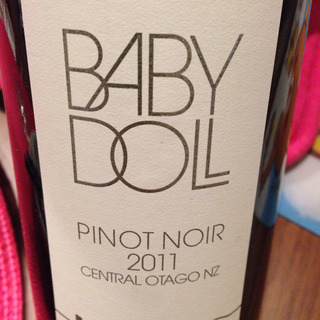 BABY
DOLL
PINOT NOIR
2011
CENTRAL OTAGO NZ